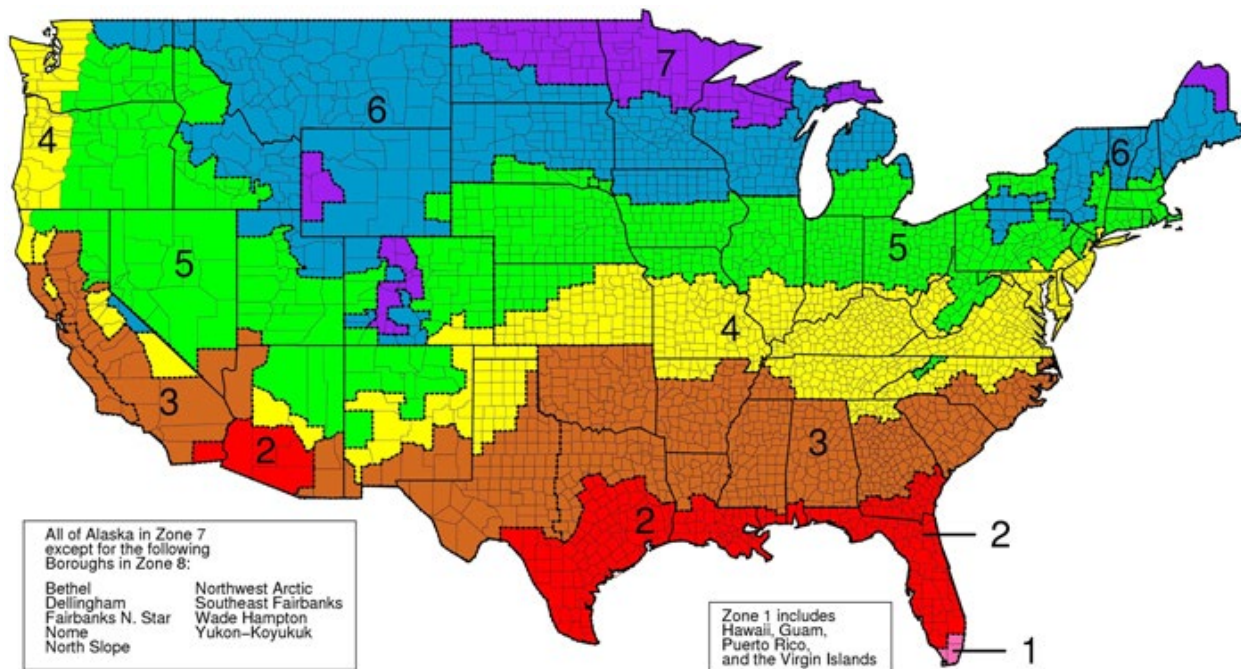 7
6
4
6
5
5
4
3
2
3
2
2
1
All of Alaska in Zone 7
except for the following
Boroughs in Zone 8:
Bethel
Dellingham
Fairbanks N. Star
Nome
North Slope
Northwest Arctic
Southeast Fairbanks
Wade Hampton
Yukon-Koyukuk
Zone 1 includes
Hawaii, Guam,
Puerto Rico,
and the Virgin Islands